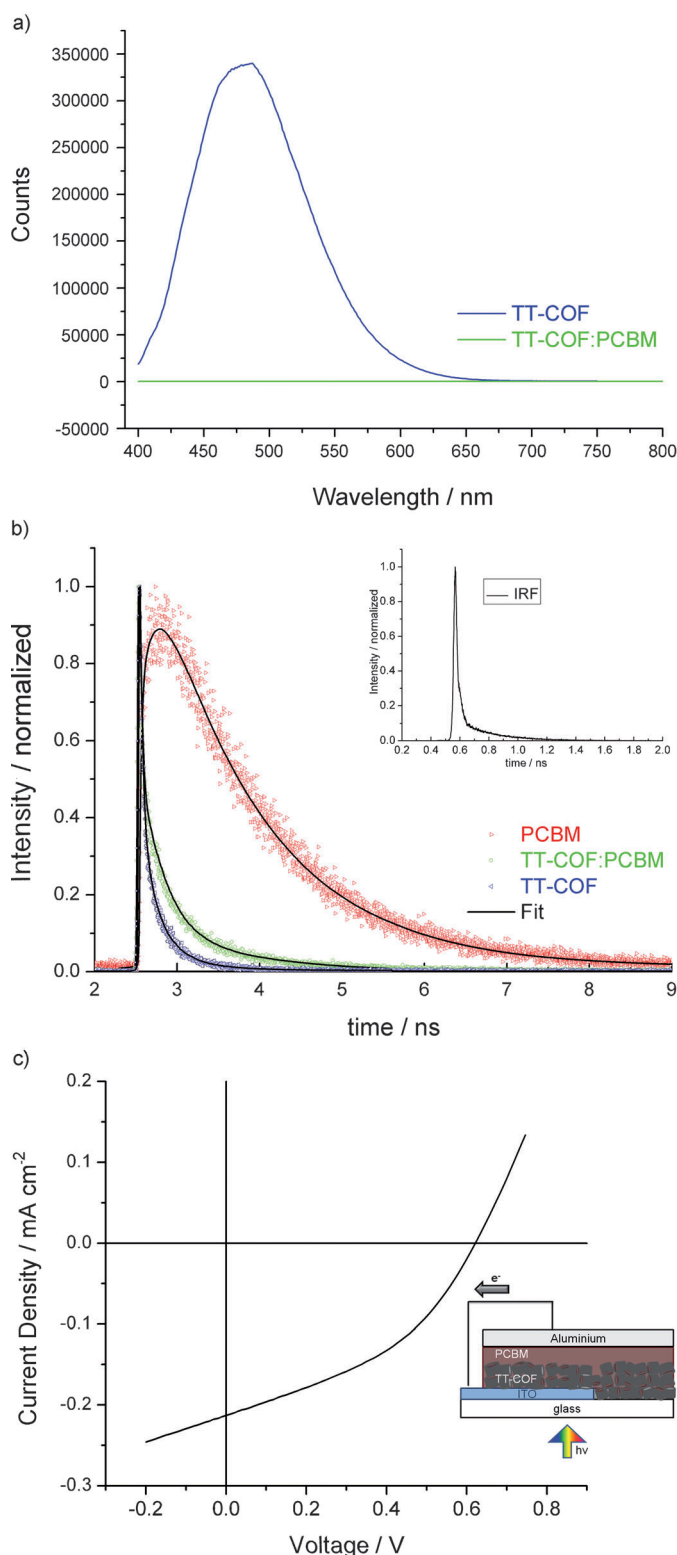 a)
350000
300000
250000
200000
150000
100000
50000
0
-50000
Counts
TT-COF
TT-COF:PCBM
400 450 500 550 600 650 700 750 800
Wavelength / nm
b)
1.0
0.8
0.6
0.4
0.2
0.0
Intensity / normalized
1.0
0.8
0.6
0.4
0.2
0.0
Intensity / normalized
IRF
0.2 0.4 0.6 0.8 1.0 1.2 1.4 1.6 1.8 2.0
time / ns
PCBM
TT-COF:PCBM
TT-COF
Fit
2 3 4 5 6 7 8 9
time / ns
c)
0.2
0.1
0.0
-0.1
-0.2
-0.3
Current Density / mA cm-2
e-
Aluminium
PCBM
TT-COF
ITO
glass
hν
-0.2 0.0 0.2 0.4 0.6 0.8
Voltage / V